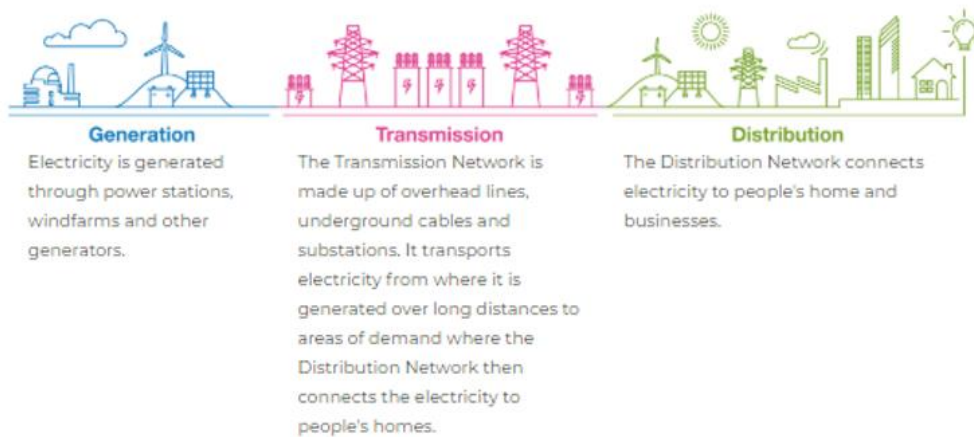 Generation
Electricity is generated
through power stations,
windfarms and other
generators.
Transmission
The Transmission Network is
made up of overhead lines,
underground cables and
substations. It transports
electricity from where it is
generated over long distances to
areas of demand where the
Distribution Network then
connects the electricity to
people's homes.
Distribution
The Distribution Network connects
electricity to people's home and
businesses.